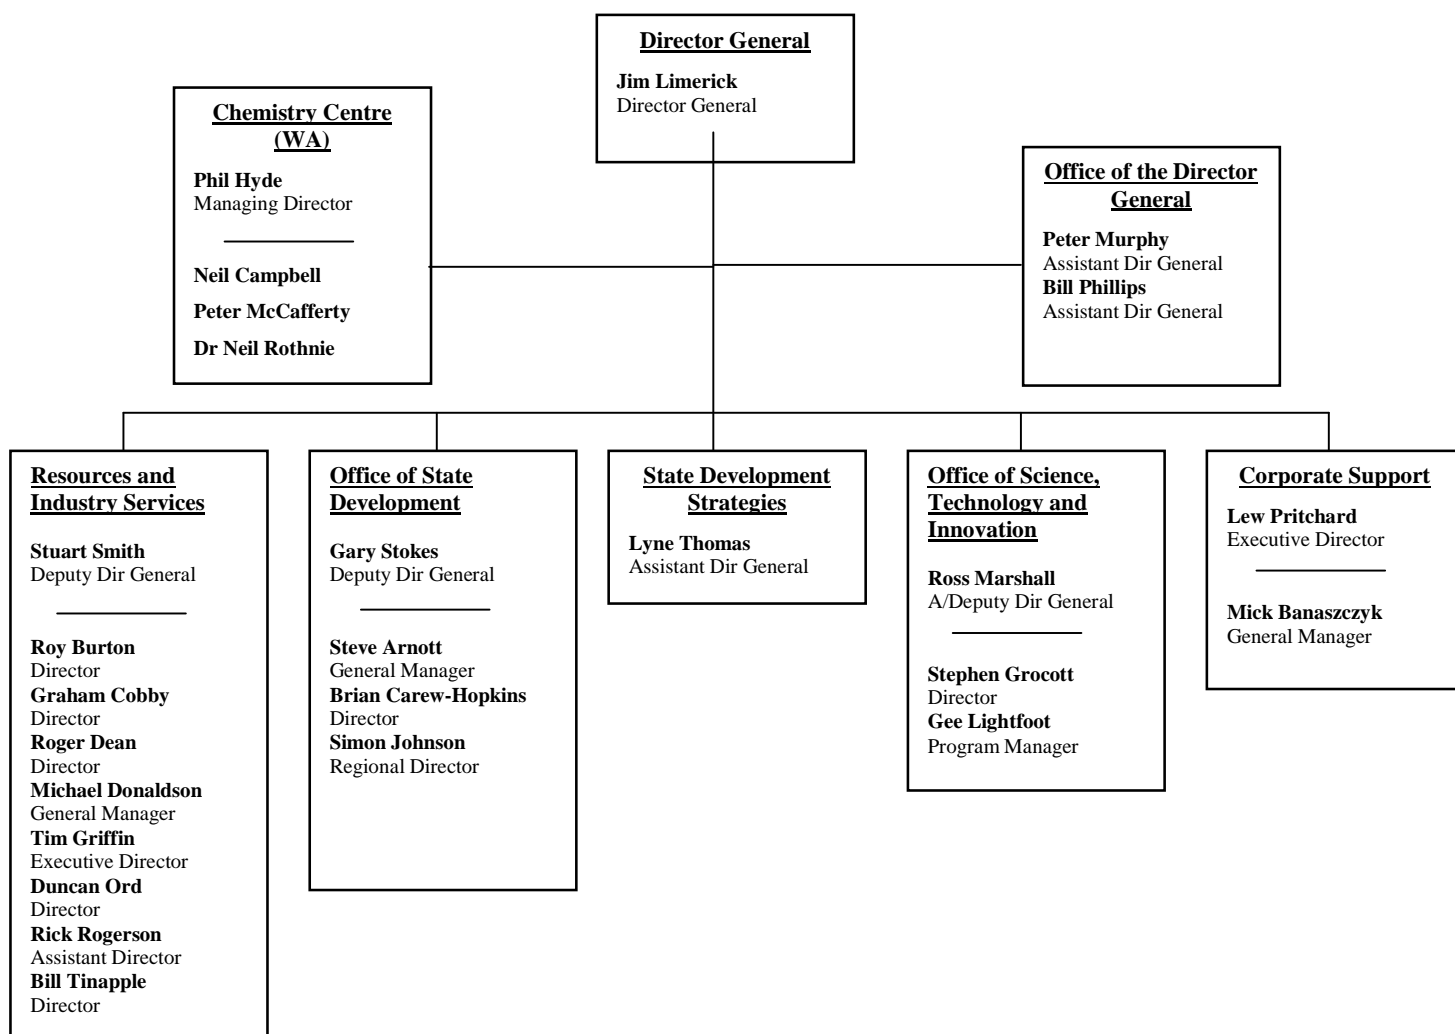 Director General
Jim Limerick
Director General
Chemistry Centre
(WA)
Phil Hyde
Managing Director
Neil Campbell
Peter McCafferty
Dr Neil Rothnie
Office of the Director
General
Peter Murphy
Assistant Dir General
Bill Phillips
Assistant Dir General
Resources and
Industry Services
Stuart Smith
Deputy Dir General
Roy Burton
Director
Graham Cobby
Director
Roger Dean
Director
Michael Donaldson
General Manager
Tim Griffin
Executive Director
Duncan Ord
Director
Rick Rogerson
Assistant Director
Bill Tinapple
Director
Office of State
Development
Gary Stokes
Deputy Dir General
Steve Arnott
General Manager
Brian Carew-Hopkins
Director
Simon Johnson
Regional Director
State Development
Strategies
Lyne Thomas
Assistant Dir General
Office of Science,
Technology and
Innovation
Ross Marshall
A/Deputy Dir General
Stephen Grocott
Director
Gee Lightfoot
Program Manager
Corporate Support
Lew Pritchard
Executive Director
Mick Banaszczyk
General Manager